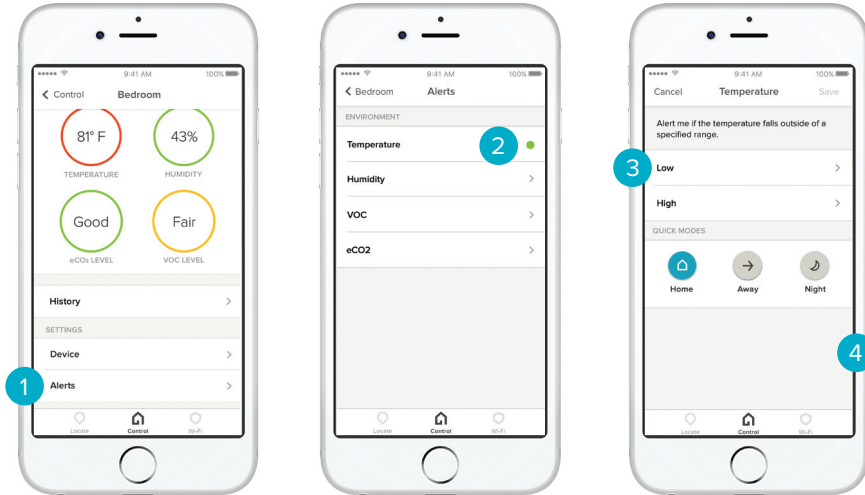 9:41 AM 100%
Control Bedroom
81° F 43%
TEMPERATURE HUMIDITY
Good Fair
eCO₂ LEVEL VOC LEVEL
History
SETTINGS
Device
1 Alerts
Locate Control Wi-Fi
9:41 AM 100%
Bedroom Alerts
ENVIRONMENT
Temperature 2
Humidity
VOC
eCO2
Locate Control Wi-Fi
9:41 AM 100%
Cancel Temperature Save
Alert me if the temperature falls outside of a
specified range.
3 Low
High
QUICK MODES
Home Away Night
4
Locate Control Wi-Fi